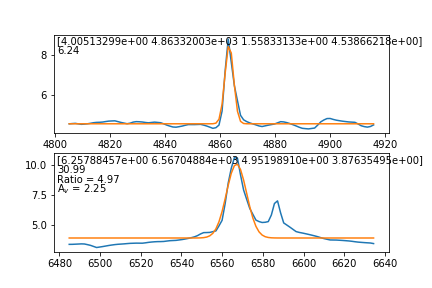 [4.00513299e+00 4.86332003e+03 1.55833133e+00 4.53866218e+00]
6.24
8
6
4800 4820 4840 4860 4880 4900 4920
[6.25788457e+00 6.56704884e+03 4.95198910e+00 3.87635495e+00]
30.99
Ratio = 4.97
Av = 2.25
10.0
7.5
5.0
6480 6500 6520 6540 6560 6580 6600 6620 6640